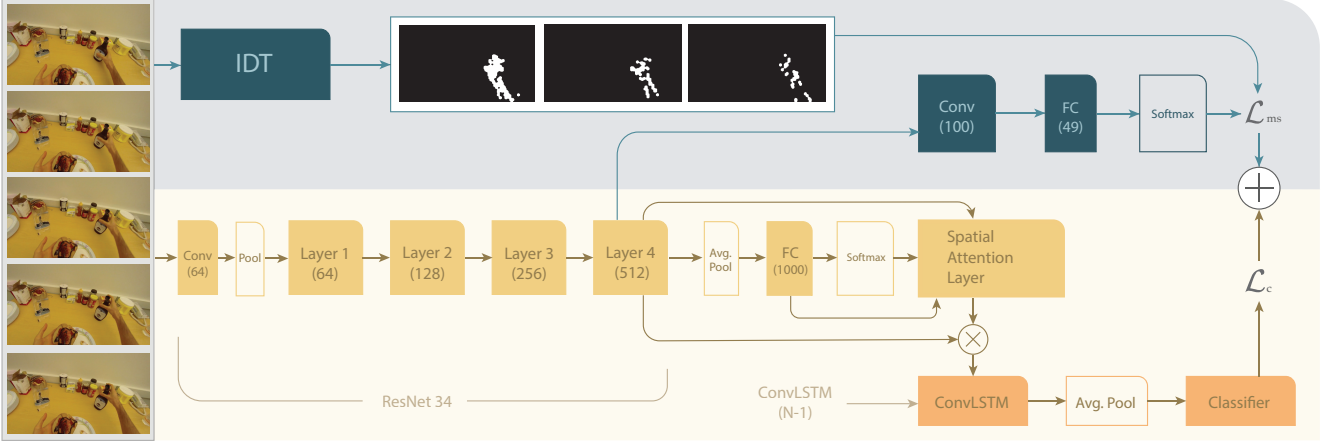 IDT
Conv
(100)
FC
(49)
Softmax
ℒms
Conv
(64)
Pool
Layer 1
(64)
Layer 2
(128)
Layer 3
(256)
Layer 4
(512)
Avg.
Pool
FC
(1000)
Softmax
Spatial
Attention
Layer
ℒc
ResNet 34
ConvLSTM
(N-1)
ConvLSTM
Avg. Pool
Classifier